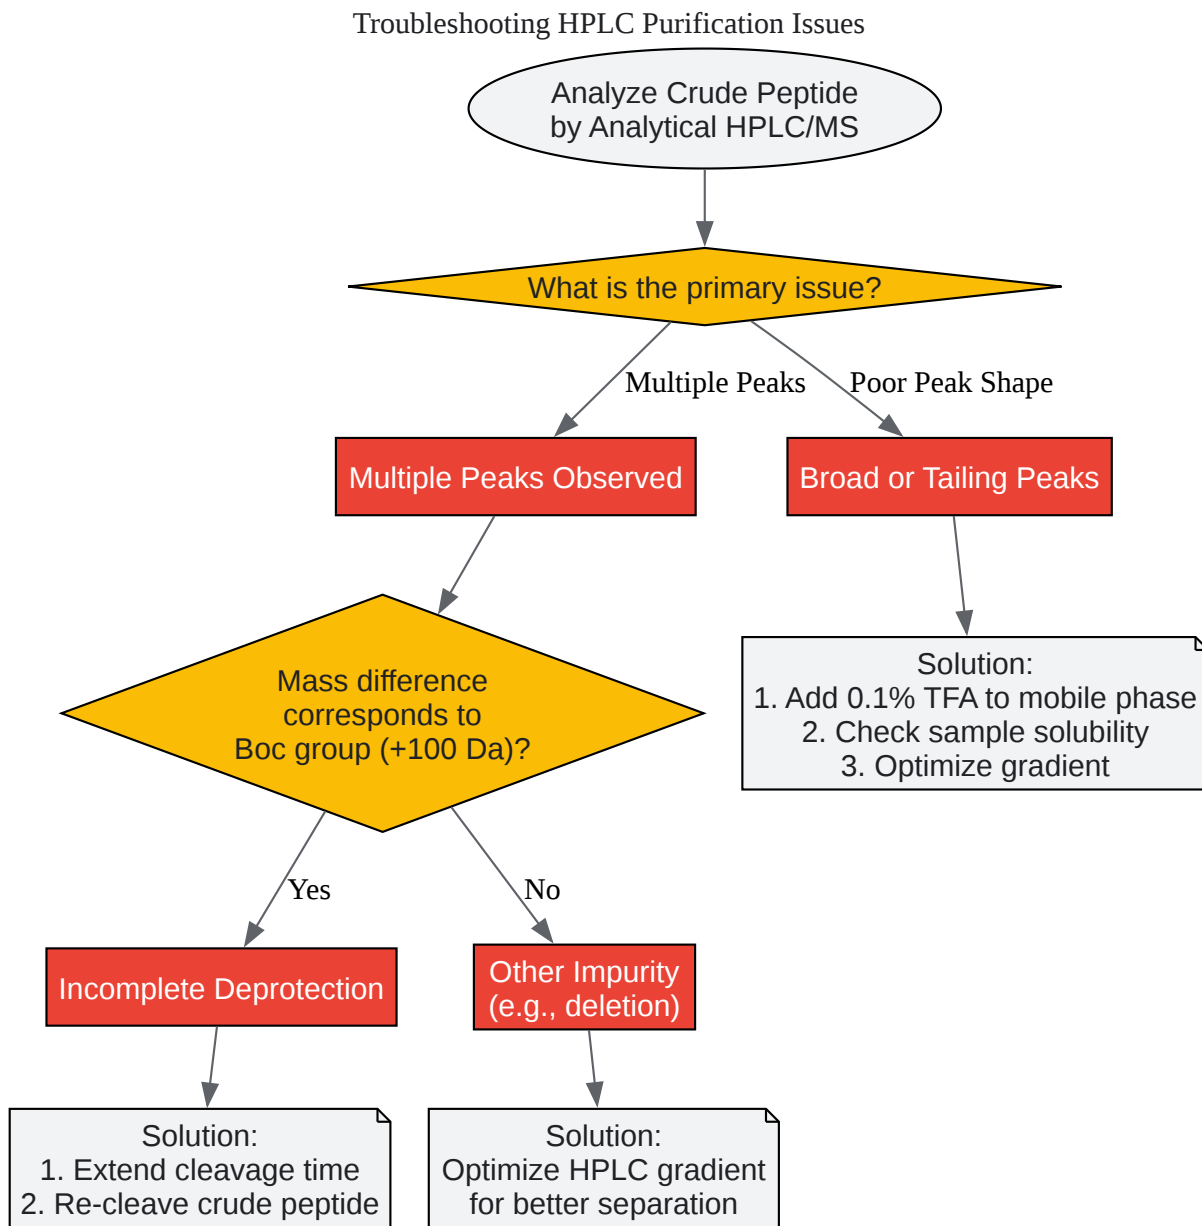 Troubleshooting HPLC Purification Issues
Analyze Crude Peptide
by Analytical HPLC/MS
What is the primary issue?
Multiple Peaks
Poor Peak Shape
Multiple Peaks Observed
Broad or Tailing Peaks
Mass difference
corresponds to
Boc group (+100 Da)?
Solution:
1. Add 0.1% TFA to mobile phase
2. Check sample solubility
3. Optimize gradient
Yes
No
Incomplete Deprotection
Other Impurity
(e.g., deletion)
Solution:
1. Extend cleavage time
2. Re-cleave crude peptide
Solution:
Optimize HPLC gradient
for better separation